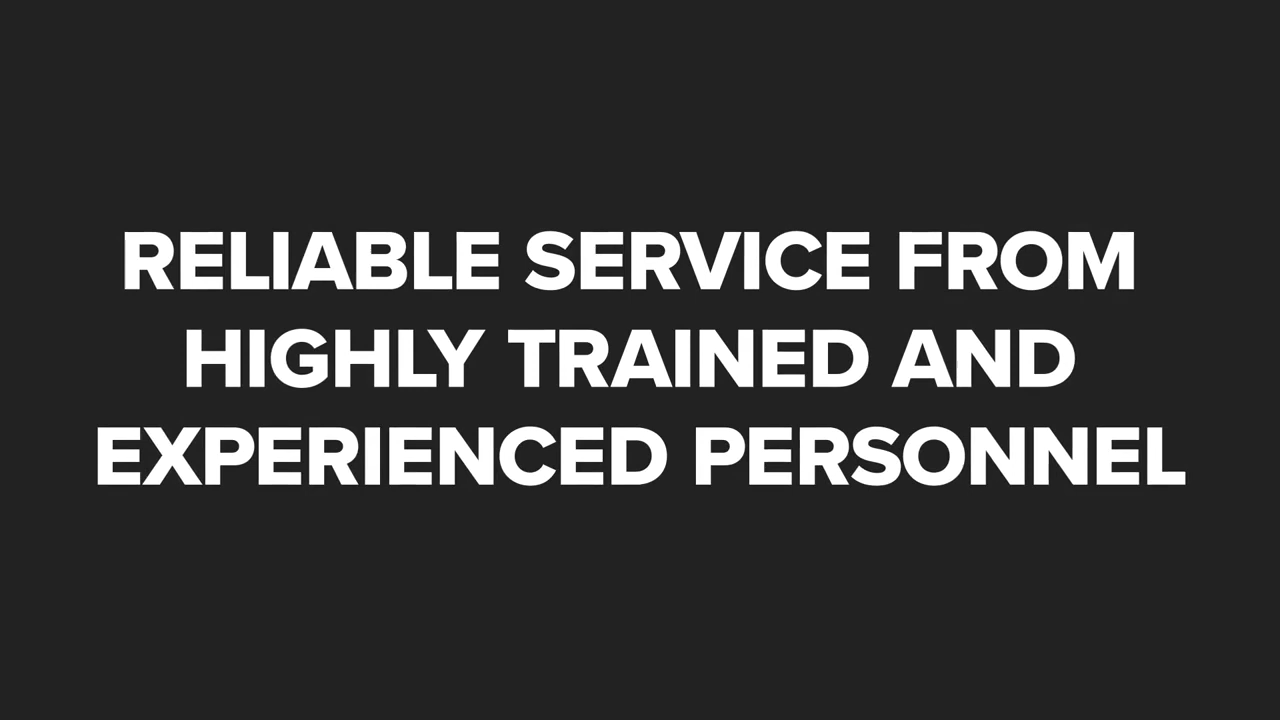 RELIABLE SERVICE FROM
HIGHLY TRAINED AND
EXPERIENCED PERSONNEL